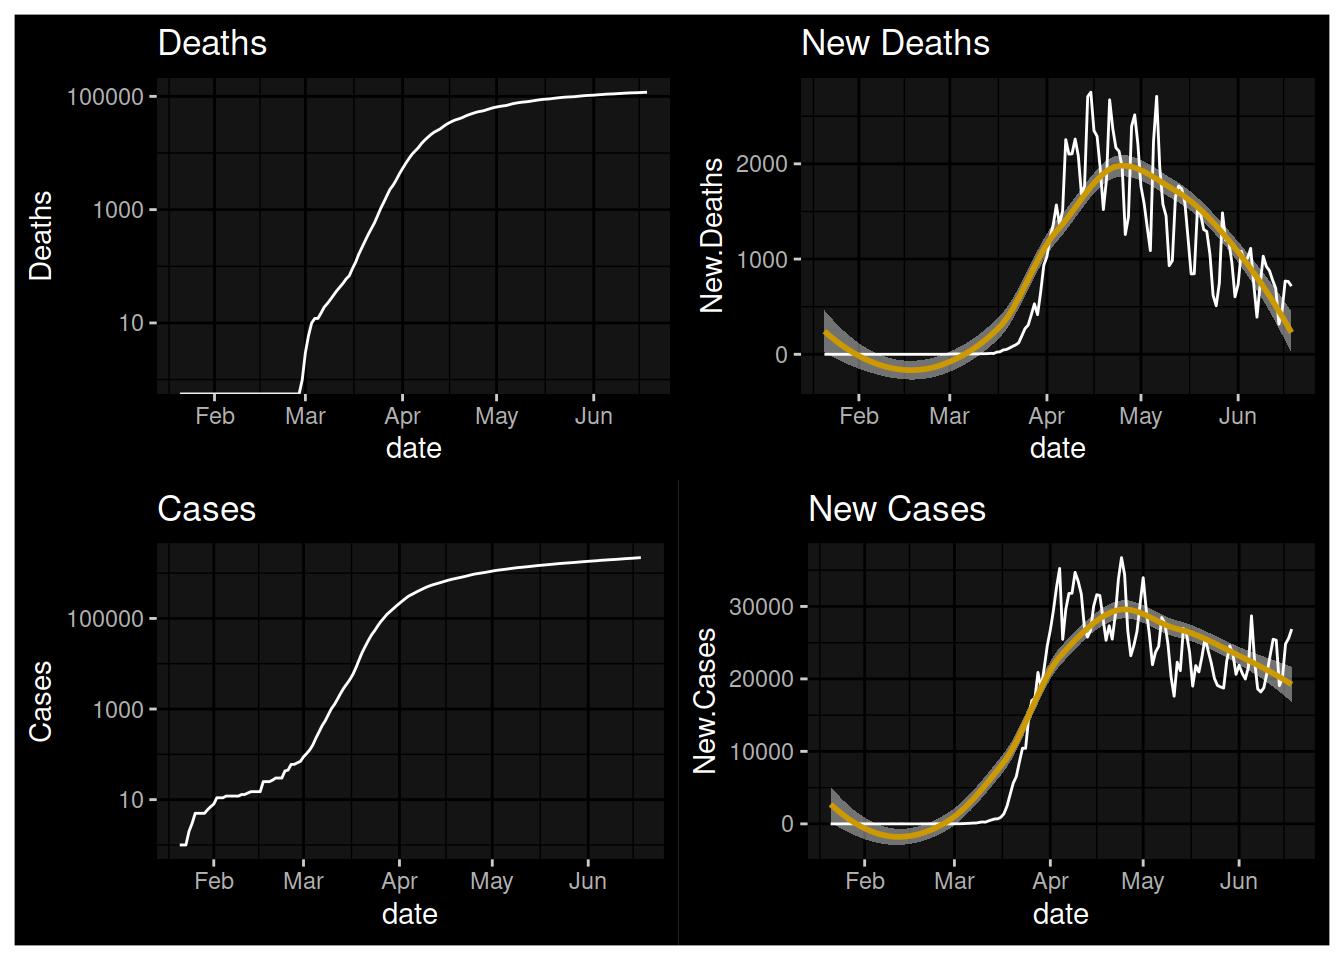 Deaths
Deaths
100000
1000
10
Feb Mar Apr May Jun
date
New Deaths
New.Deaths
2000
1000
0
Feb Mar Apr May Jun
date
Cases
Cases
100000
1000
10
Feb Mar Apr May Jun
date
New Cases
New.Cases
30000
20000
10000
0
Feb Mar Apr May Jun
date